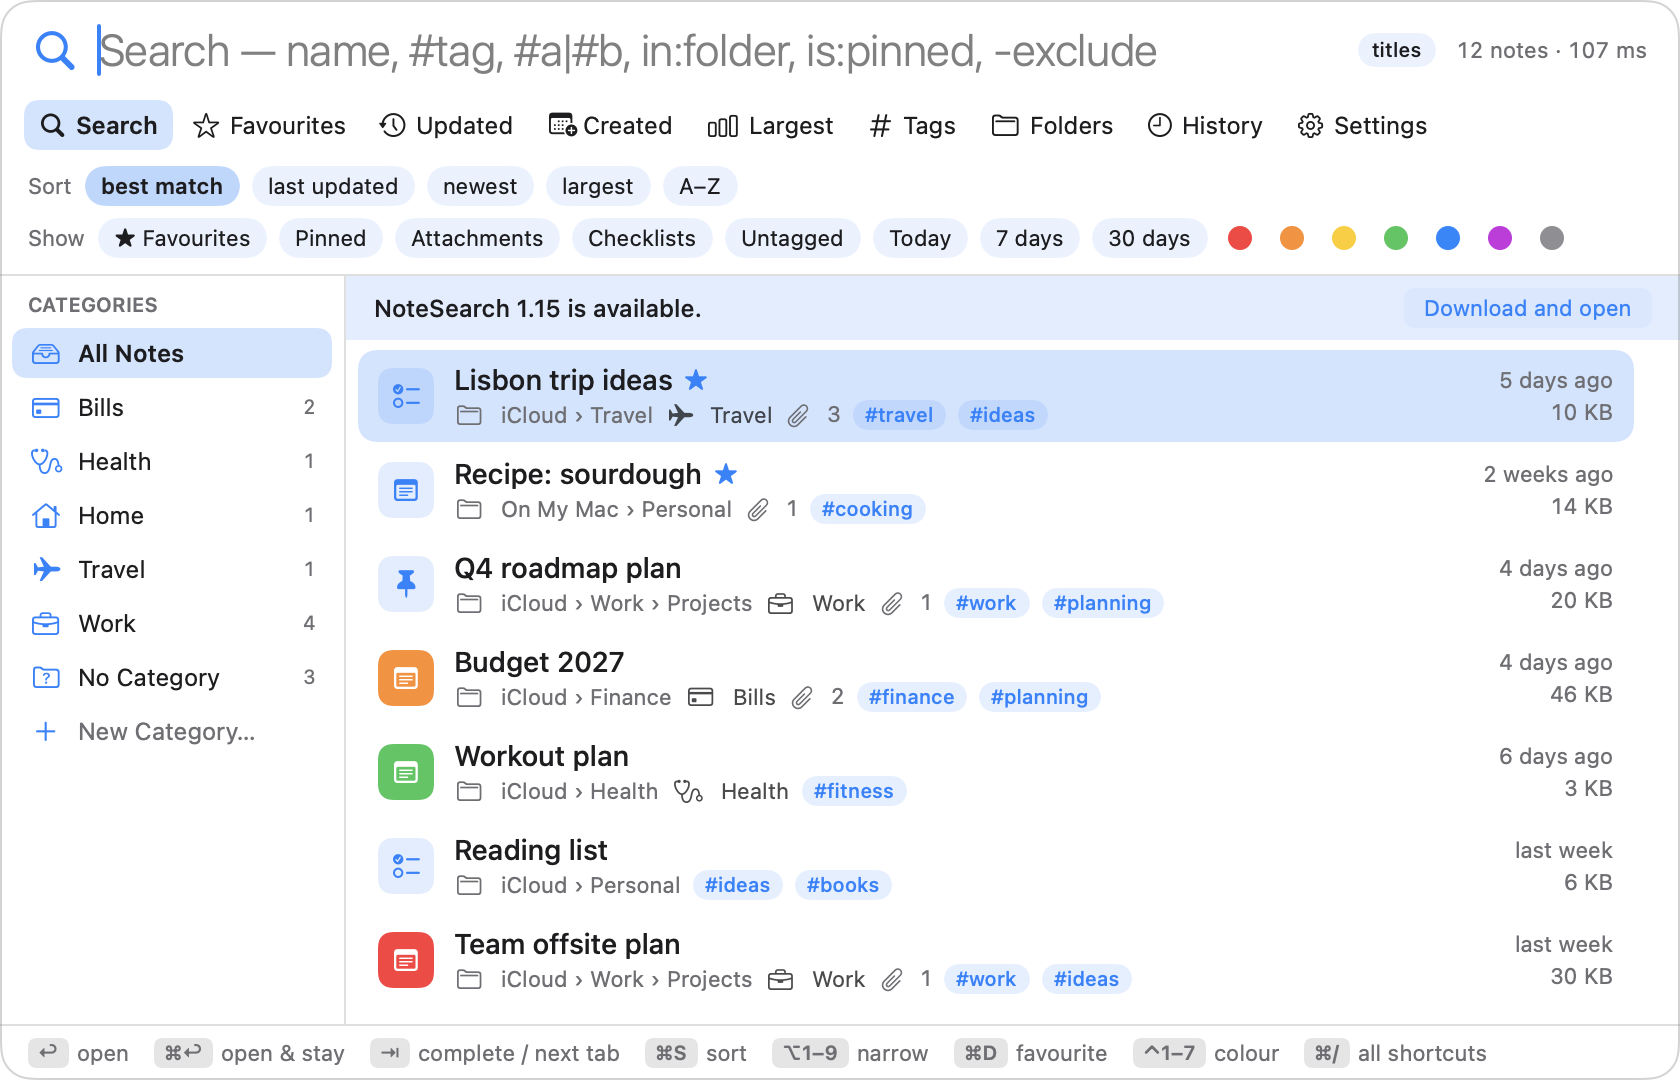 Search — name, #tag, #a|#b, in:folder, is:pinned, -exclude titles 12 notes · 107 ms
Search Favourites Updated Created Largest # Tags Folders History Settings
Sort best match last updated newest largest A–Z
Show ★ Favourites Pinned Attachments Checklists Untagged Today 7 days 30 days
CATEGORIES
All Notes
Bills 2
Health 1
Home 1
Travel 1
Work 4
No Category 3
+ New Category...
NoteSearch 1.15 is available. Download and open
Lisbon trip ideas ★ 5 days ago
iCloud › Travel Travel 3 #travel #ideas 10 KB
Recipe: sourdough ★ 2 weeks ago
On My Mac › Personal 1 #cooking 14 KB
Q4 roadmap plan 4 days ago
iCloud › Work › Projects Work 1 #work #planning 20 KB
Budget 2027 4 days ago
iCloud › Finance Bills 2 #finance #planning 46 KB
Workout plan 6 days ago
iCloud › Health Health #fitness 3 KB
Reading list last week
iCloud › Personal #ideas #books 6 KB
Team offsite plan last week
iCloud › Work › Projects Work 1 #work #ideas 30 KB
↩ open ⌘↩ open & stay ⇥ complete / next tab ⌘S sort ⌥1–9 narrow ⌘D favourite ^1–7 colour ⌘/ all shortcuts